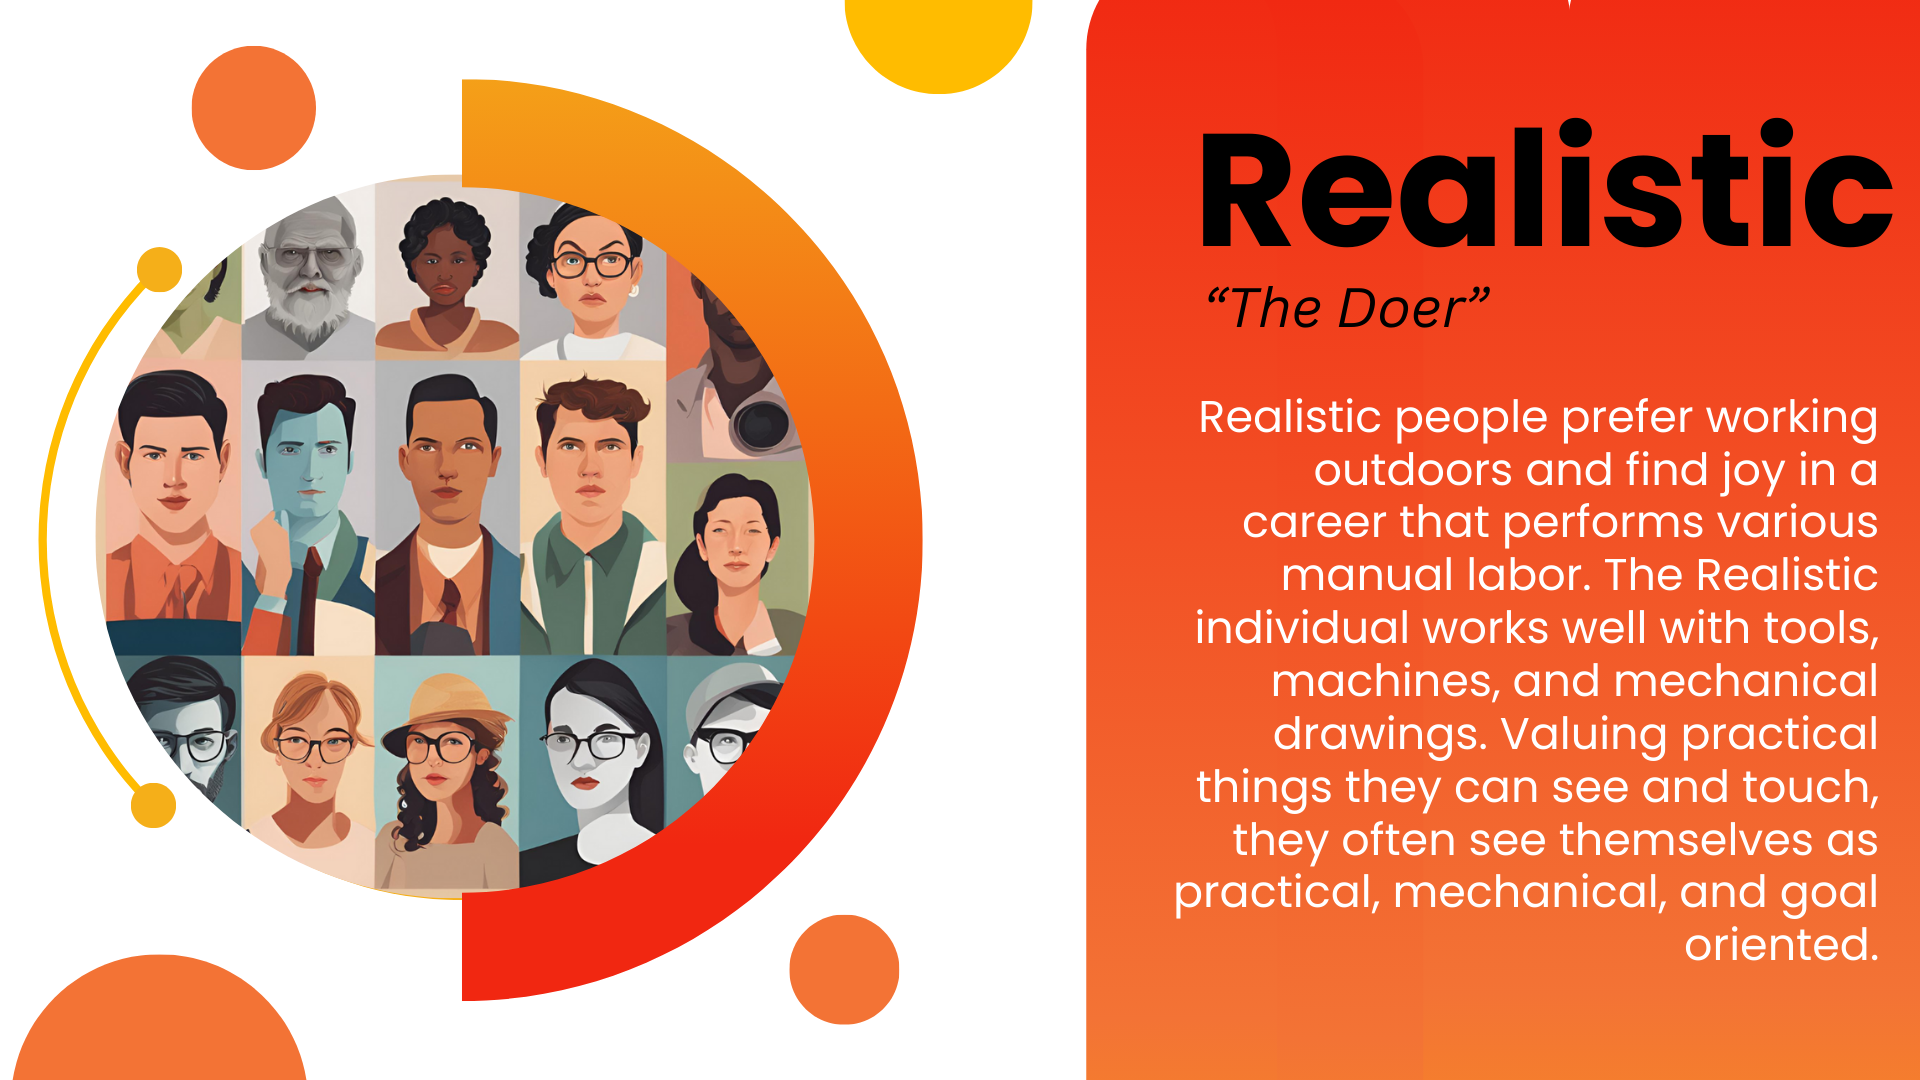 Realistic
“The Doer”
Realistic people prefer working
outdoors and find joy in a
career that performs various
manual labor. The Realistic
individual works well with tools,
machines, and mechanical
drawings. Valuing practical
things they can see and touch,
they often see themselves as
practical, mechanical, and goal
oriented.